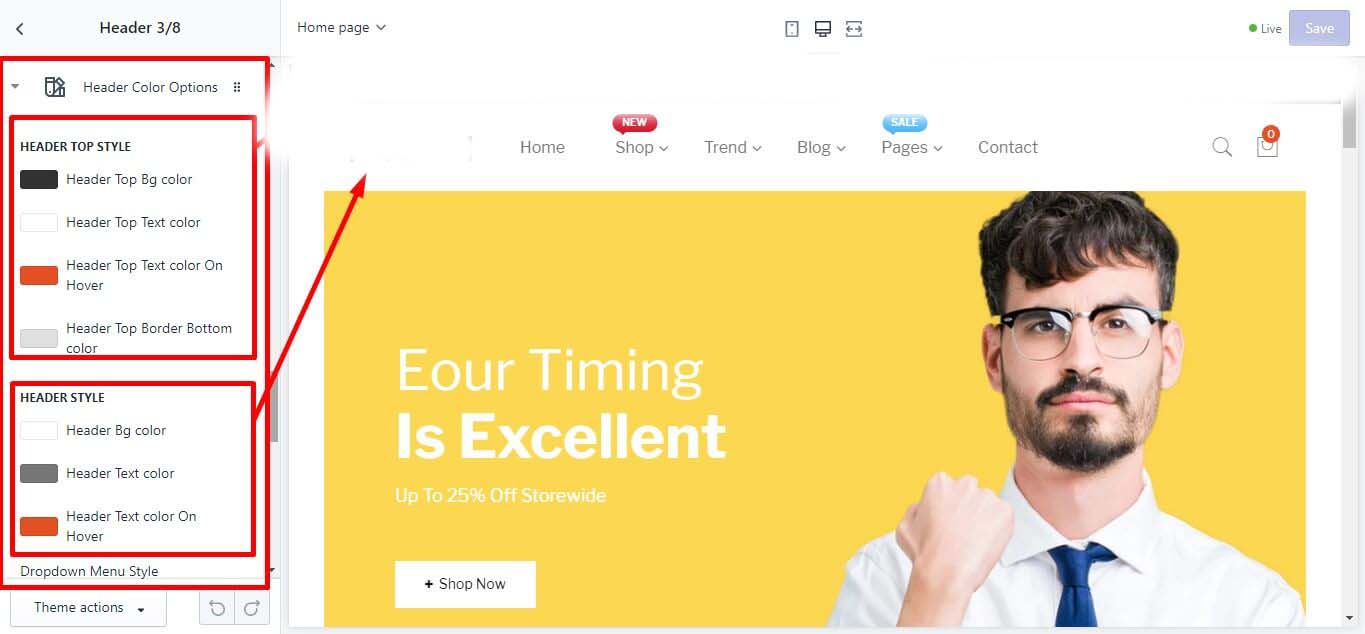 Header 3/8
Home page
Live
Save
Header Color Options
HEADER TOP STYLE
Header Top Bg color
Header Top Text color
Header Top Text color On
Hover
Header Top Border Bottom
color
HEADER STYLE
Header Bg color
Header Text color
Header Text color On
Hover
Dropdown Menu Style
Theme actions
NEW
SALE
0
Home
Shop
Trend
Blog
Pages
Contact
Eour Timing
Is Excellent
Up To 25% Off Storewide
+ Shop Now